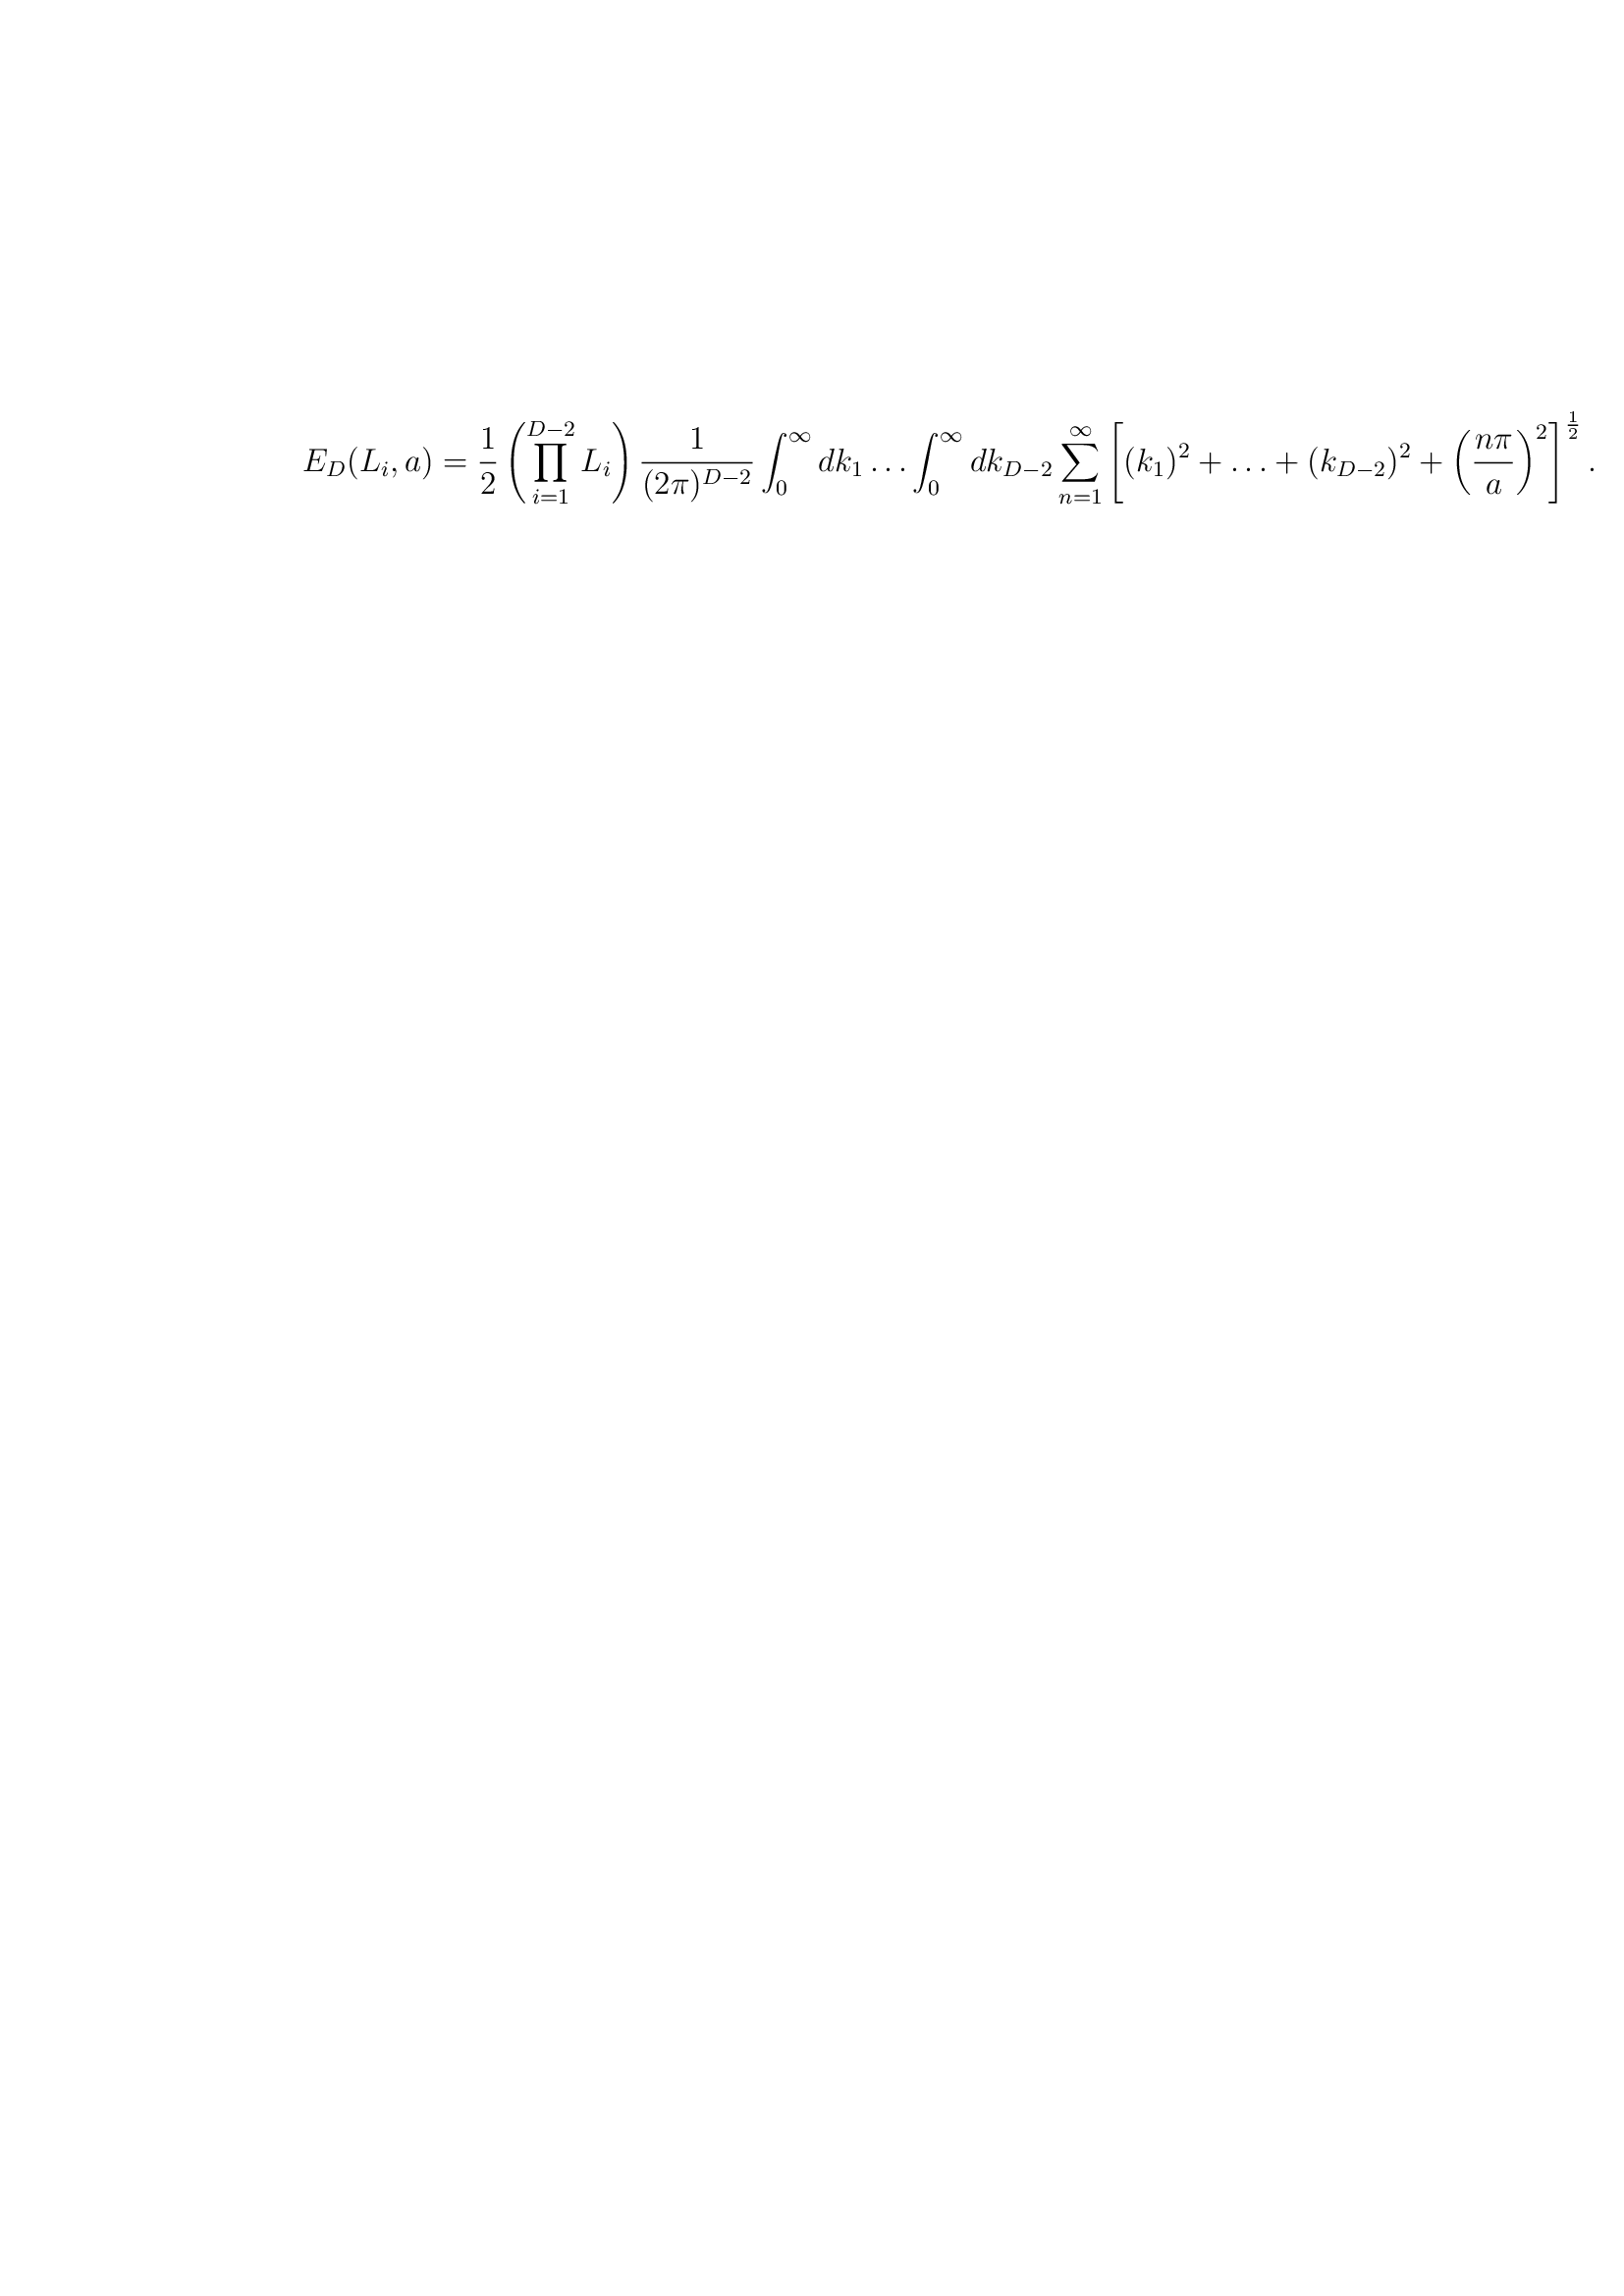 E_D(L_i, a) = \frac{1}{2} \left( \prod_{i=1}^{D-2} L_i \right) \frac{1}{(2\pi)^{D-2}} \int_0^\infty dk_1 \ldots \int_0^\infty dk_{D-2} \sum_{n=1}^{\infty} \left[ (k_1)^2 + \ldots + (k_{D-2})^2 + \left( \frac{n\pi}{a} \right)^2 \right]^{\frac{1}{2}} .